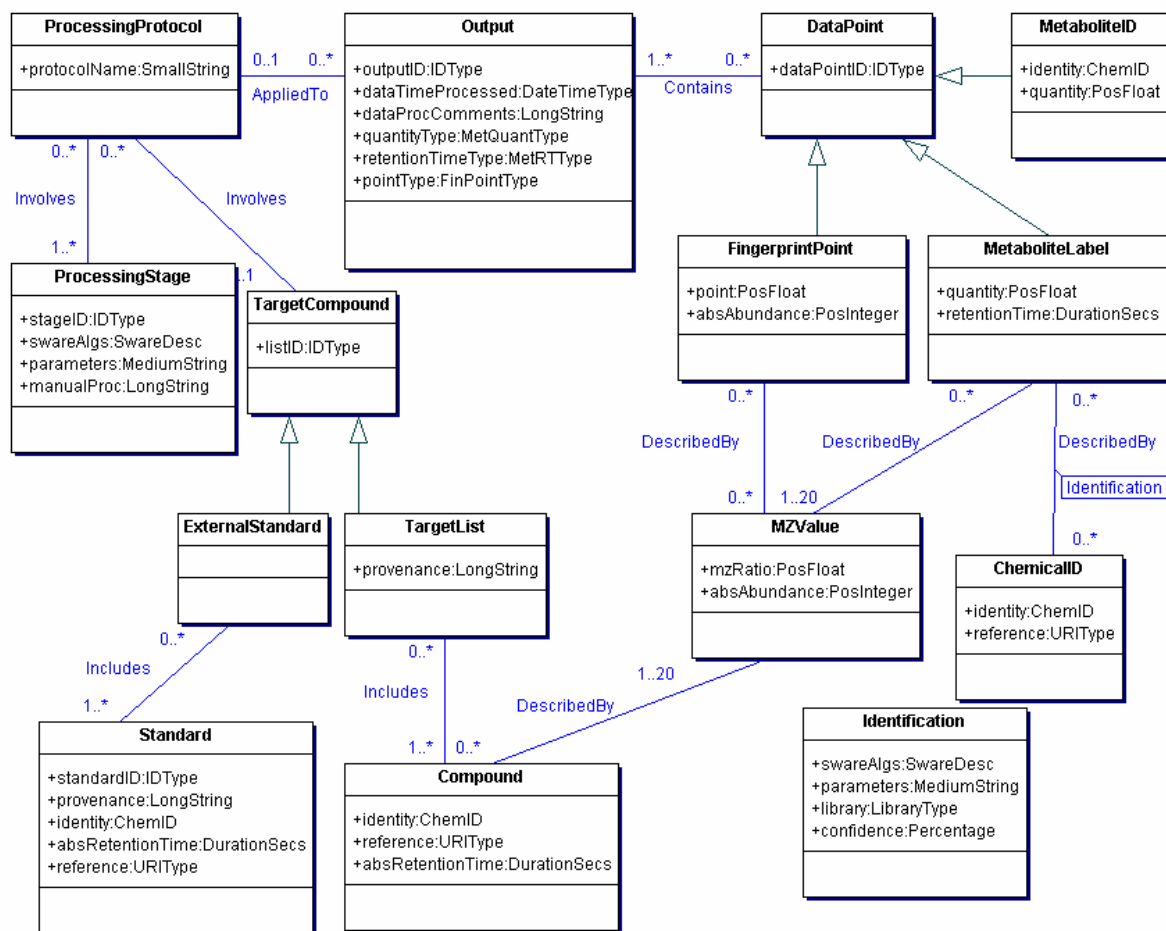 ProcessingProtocol
+protocolName:SmallString
0..1
0..*
AppliedTo
Output
+outputID:IDType
+dataTimeProcessed:DateTimeType
+dataProcComments:LongString
+quantityType:MetQuantType
+retentionTimeType:MetRTType
+pointType:FinPointType
1..*
0..*
Contains
DataPoint
+dataPointID:IDType
MetaboliteID
+identity:ChemID
+quantity:PosFloat
0..*
0..*
Involves
Involves
1..*
..1
ProcessingStage
+stageID:IDType
+swareAlgs:SwareDesc
+parameters:MediumString
+manualProc:LongString
TargetCompound
+listID:IDType
FingerprintPoint
+point:PosFloat
+absAbundance:PosInteger
MetaboliteLabel
+quantity:PosFloat
+retentionTime:DurationSecs
0..*
0..*
0..*
DescribedBy
DescribedBy
DescribedBy
Identification
0..*
1..20
0..*
ExternalStandard
TargetList
+provenance:LongString
MZValue
+mzRatio:PosFloat
+absAbundance:PosInteger
ChemicalID
+identity:ChemID
+reference:URIType
0..*
Includes
1..*
0..*
Includes
1..*
0..*
1..20
DescribedBy
Standard
+standardID:IDType
+provenance:LongString
+identity:ChemID
+absRetentionTime:DurationSecs
+reference:URIType
Compound
+identity:ChemID
+reference:URIType
+absRetentionTime:DurationSecs
Identification
+swareAlgs:SwareDesc
+parameters:MediumString
+library:LibraryType
+confidence:Percentage